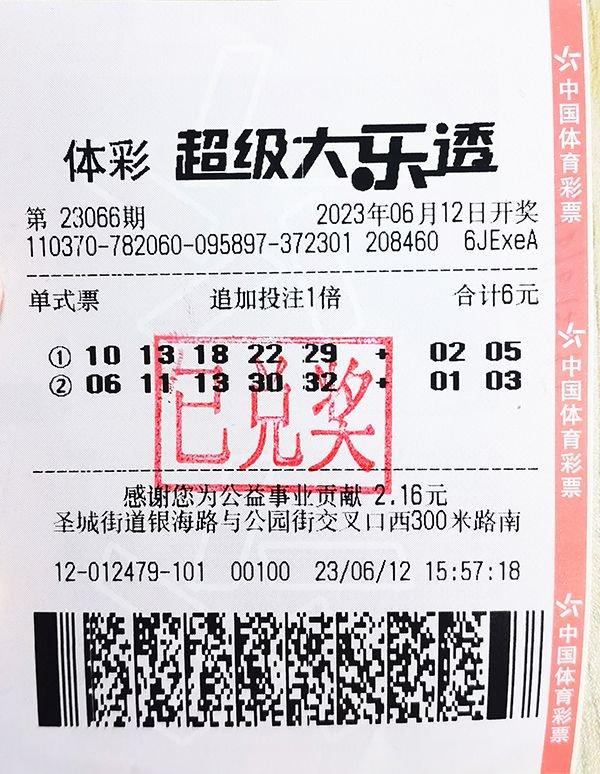 体彩 超级大乐透
第 23066期 2023年06月12日开奖
110370-782060-095897-372301 208460 6JExeA
单式票 追加投注1倍 合计6元
① 10 13 18 22 29 + 02 05
② 06 11 13 30 32 + 01 03
已兑奖
感谢您为公益事业贡献 2.16元
圣城街道银海路与公园街交叉口西300米路南
12-012479-101 00100 23/06/12 15:57:18
中国体育彩票
中国体育彩票
中国体育彩票